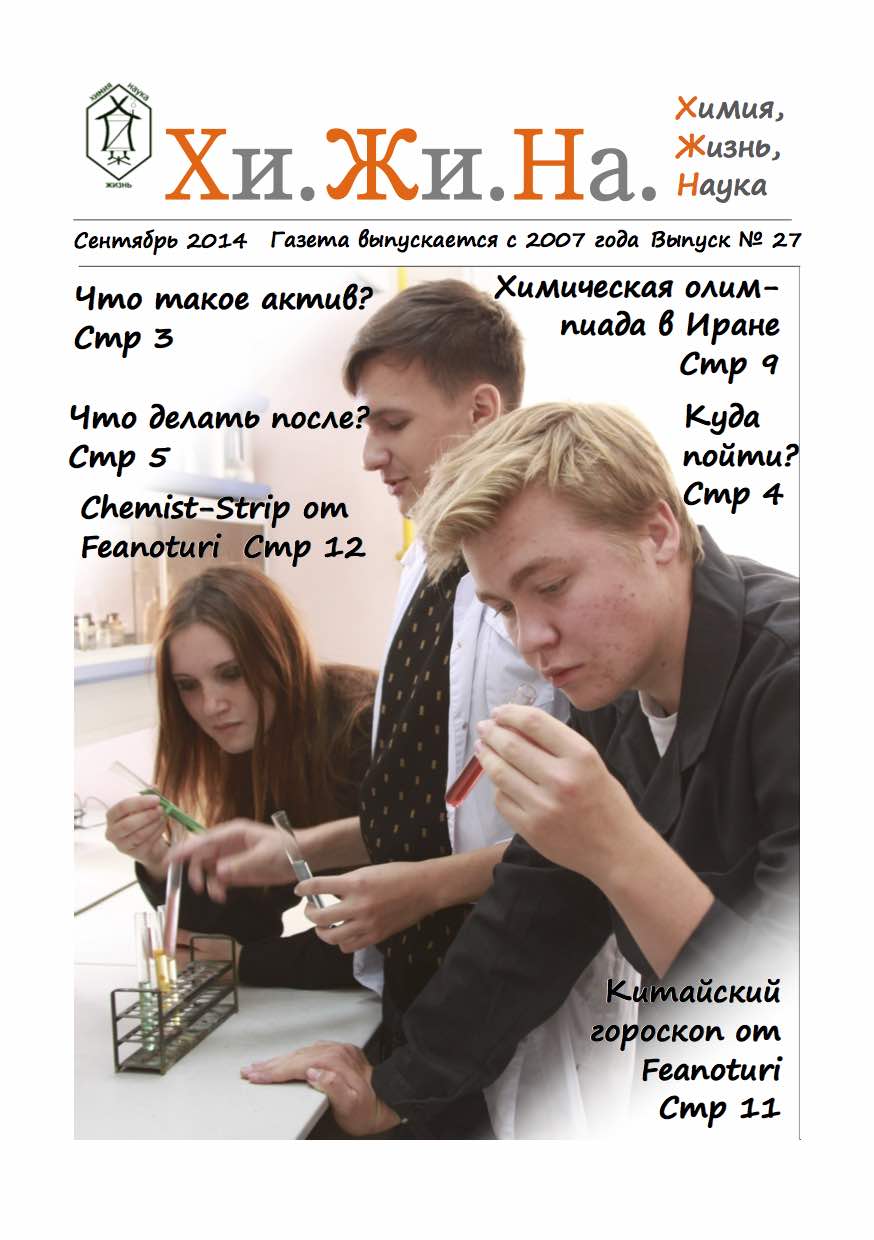 химия наука
жизнь
Хи.Жи.На.
Химия,
Жизнь,
Наука
Сентябрь 2014 Газета выпускается с 2007 года Выпуск № 27
Что такое актив?
Стр 3
Химическая олим-
пиада в Иране
Стр 9
Что делать после?
Стр 5
Куда
пойти?
Стр 4
Chemist-Strip от
Feanoturi Стр 12
Китайский
гороскоп от
Feanoturi
Стр 11